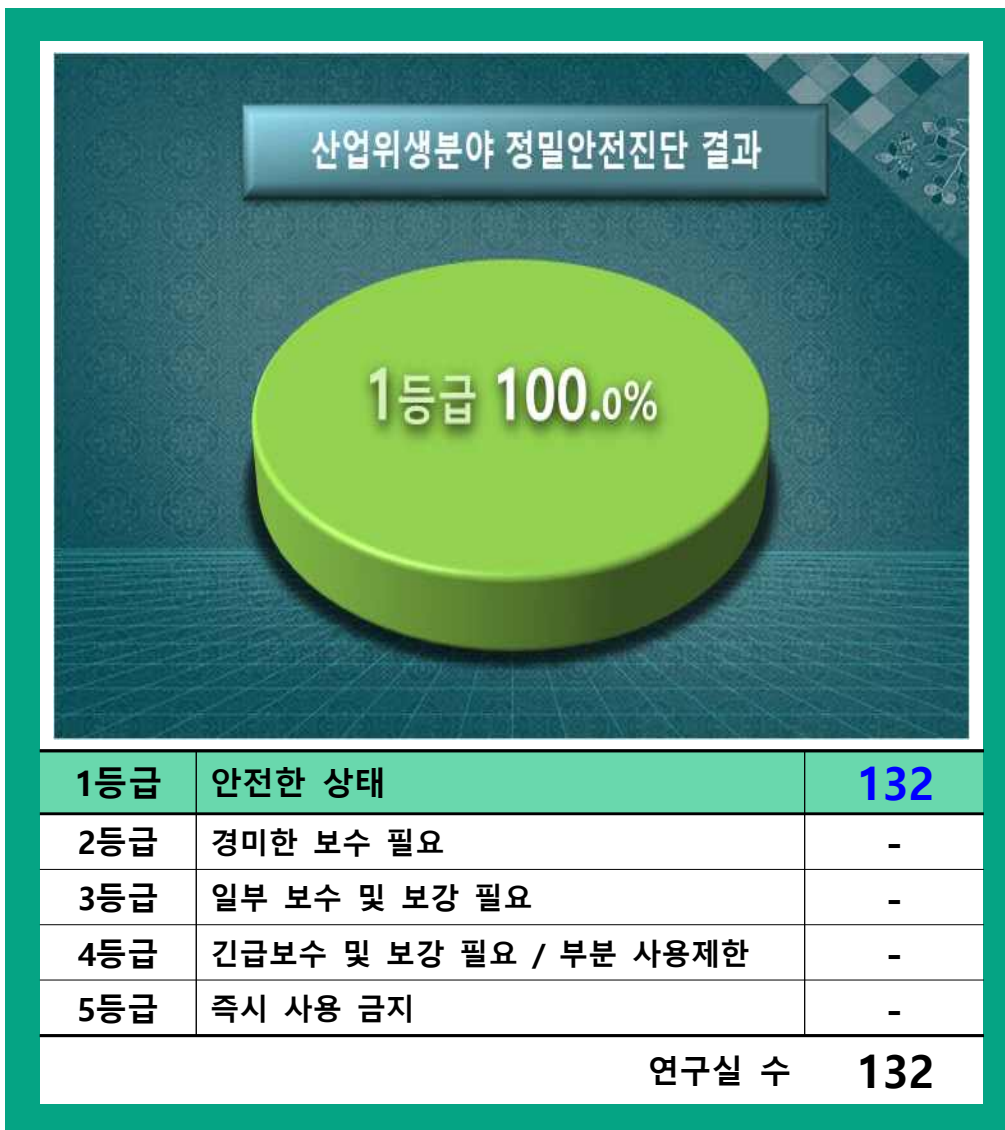 산업위생분야 정밀안전진단 결과
1등급 100.0%
1등급 안전한 상태 132
2등급 경미한 보수 필요 -
3등급 일부 보수 및 보강 필요 -
4등급 긴급보수 및 보강 필요 / 부분 사용제한 -
5등급 즉시 사용 금지 -
연구실 수 132